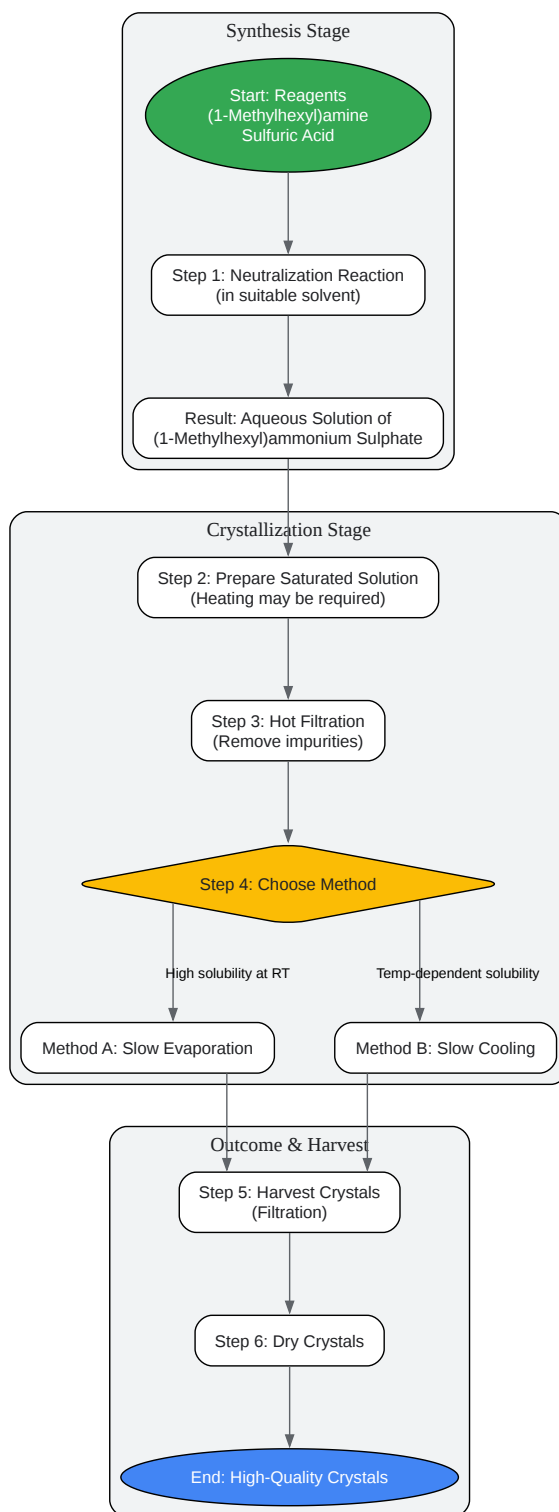 Synthesis Stage
Start: Reagents
(1-Methylhexyl)amine
Sulfuric Acid
Step 1: Neutralization Reaction
(in suitable solvent)
Result: Aqueous Solution of
(1-Methylhexyl)ammonium Sulphate
Crystallization Stage
Step 2: Prepare Saturated Solution
(Heating may be required)
Step 3: Hot Filtration
(Remove impurities)
Step 4: Choose Method
High solubility at RT
Temp-dependent solubility
Method A: Slow Evaporation
Method B: Slow Cooling
Outcome & Harvest
Step 5: Harvest Crystals
(Filtration)
Step 6: Dry Crystals
End: High-Quality Crystals